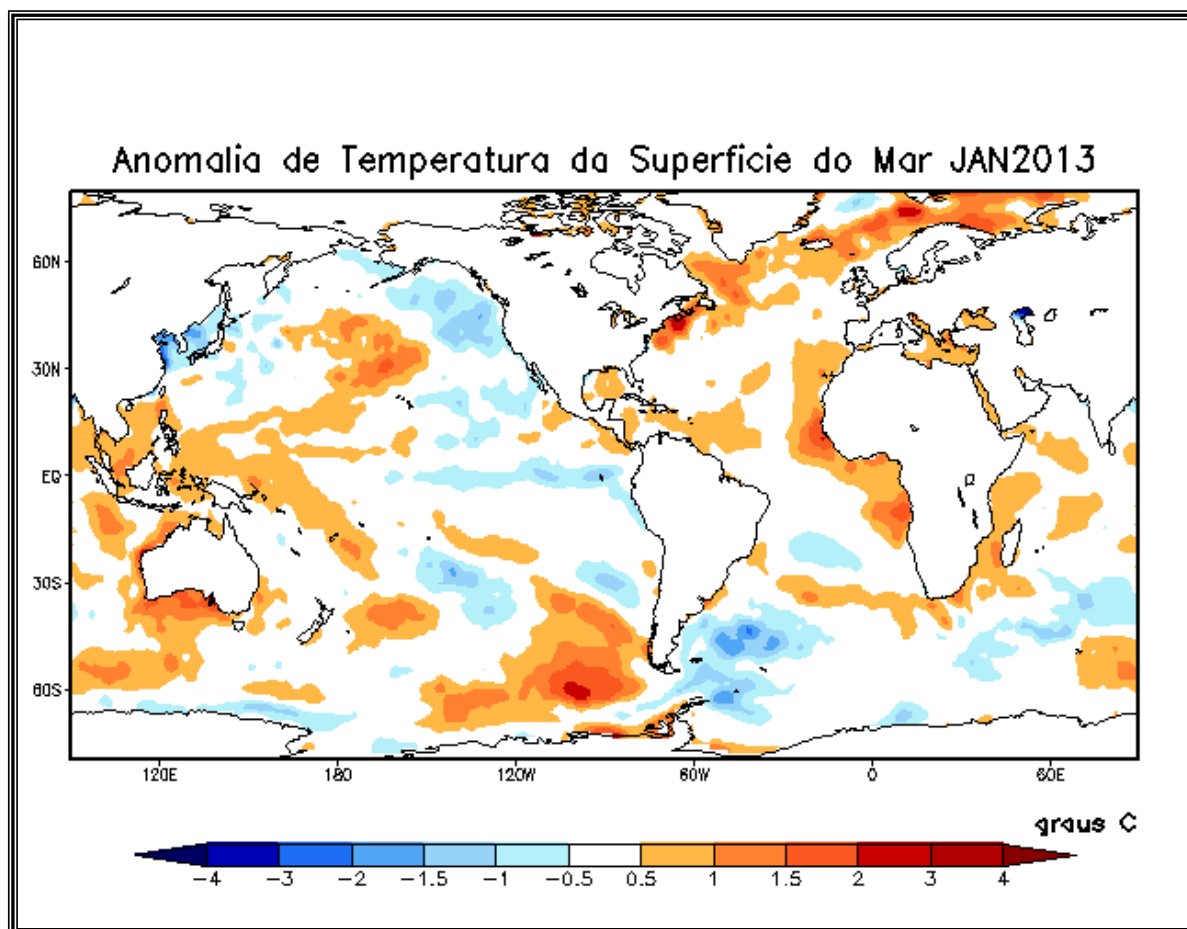 Anomalia de Temperatura da Superfície do Mar JAN2013
60N
30N
EQ
30S
60S
120E 180 120W 60W 0 60E
graus C
−4 −3 −2 −1.5 −1 −0.5 0.5 1 1.5 2 3 4